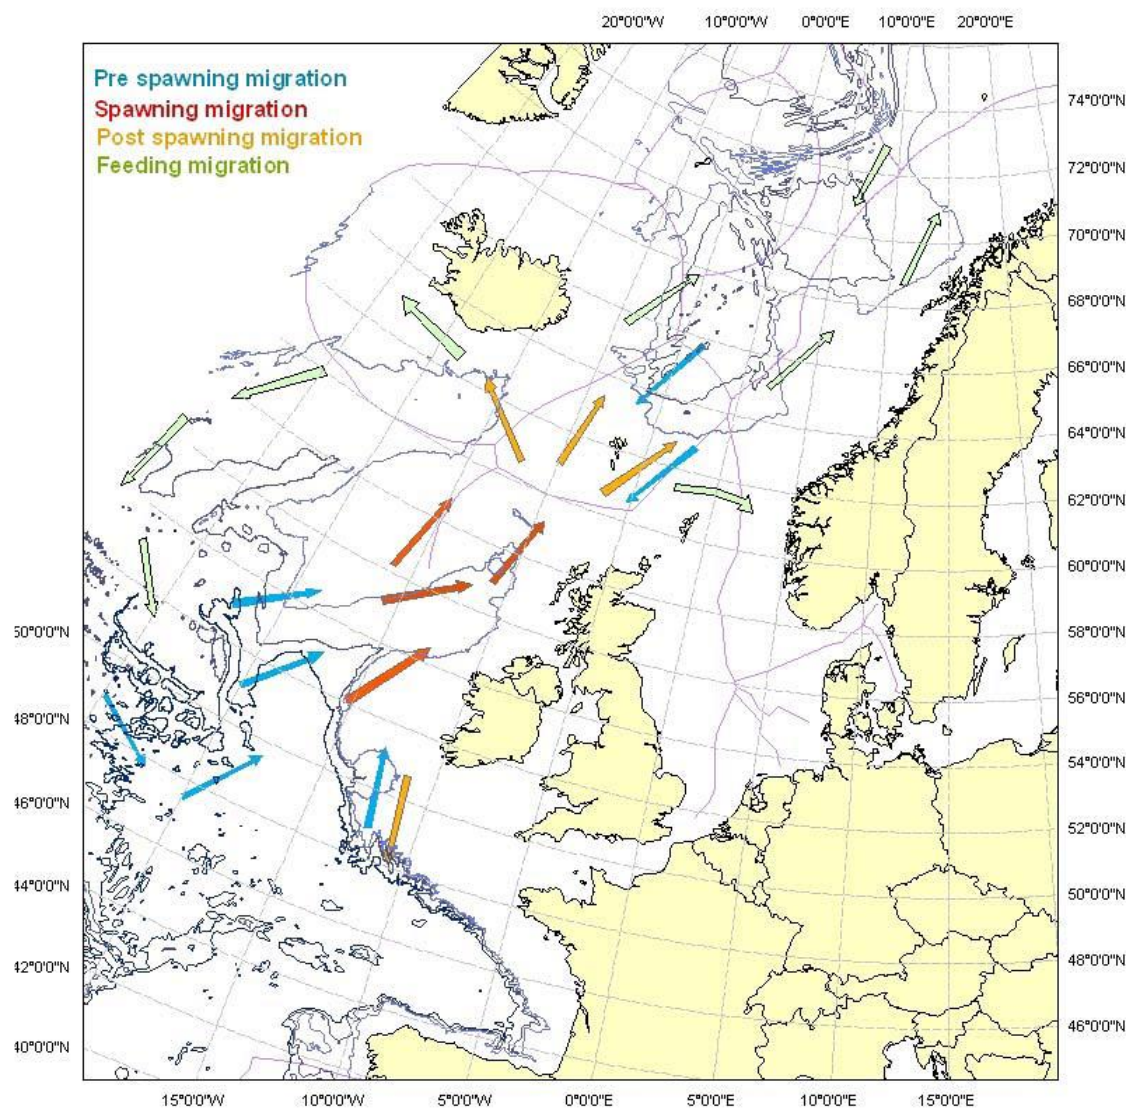 20°0'0"W 10°0'0"W 0°0'0"E 10°0'0"E 20°0'0"E
Pre spawning migration
Spawning migration
Post spawning migration
Feeding migration
74°0'0"N
72°0'0"N
70°0'0"N
68°0'0"N
66°0'0"N
64°0'0"N
62°0'0"N
60°0'0"N
58°0'0"N
56°0'0"N
54°0'0"N
52°0'0"N
50°0'0"N
48°0'0"N
46°0'0"N
50°0'0"N
48°0'0"N
46°0'0"N
44°0'0"N
42°0'0"N
40°0'0"N
15°0'0"W 10°0'0"W 5°0'0"W 0°0'0"E 5°0'0"E 10°0'0"E 15°0'0"E